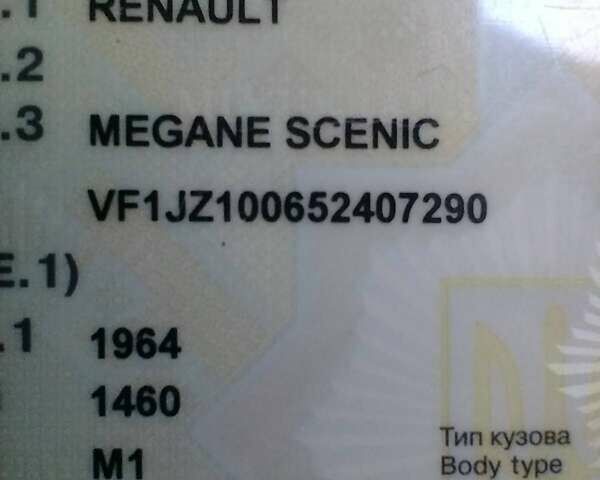 .1 RENAULT
.2
.3 MEGANE SCENIC
VF1JZ100652407290
E.1)
.1 1964
1460
M1
Тип кузова
Body type